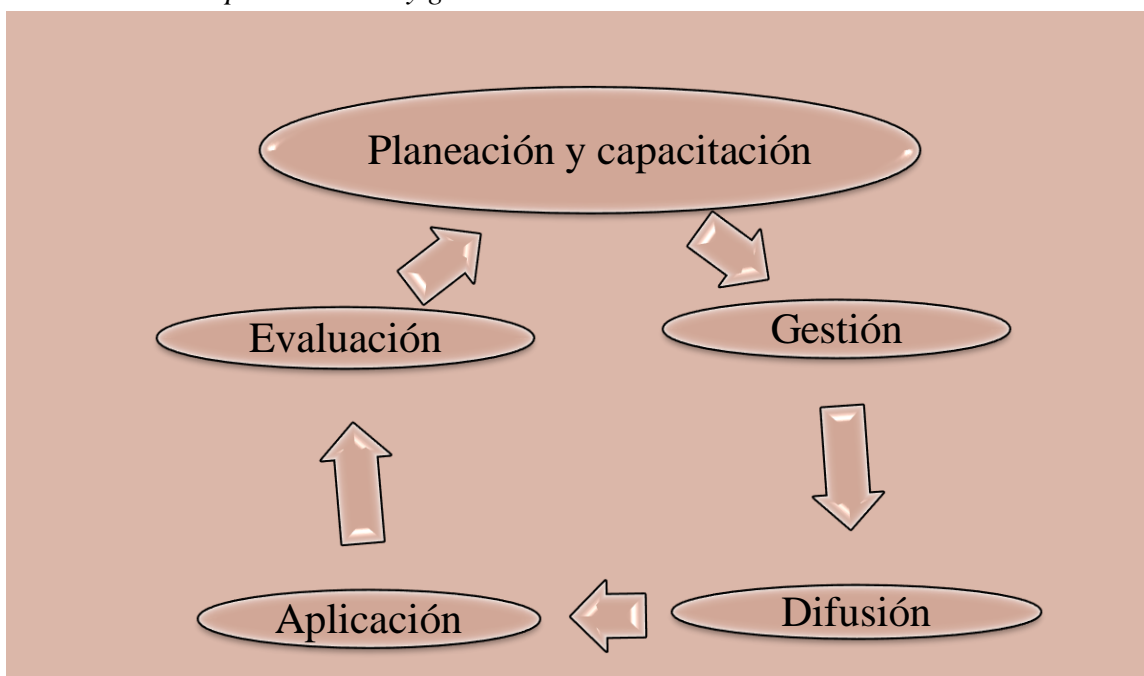 y
Planeación y capacitación
Evaluación
Gestión
Aplicación
Difusión